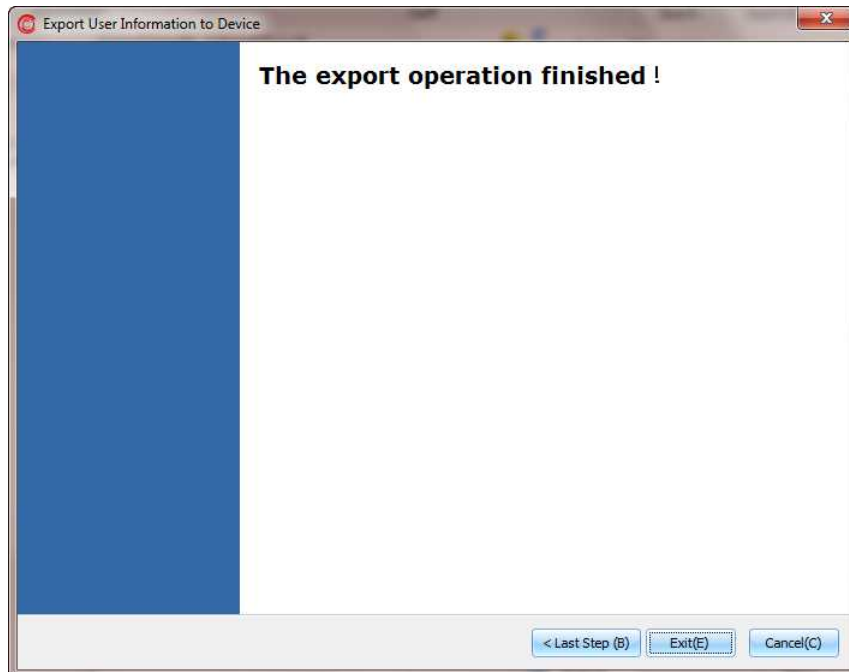 Export User Information to Device
The export operation finished !
< Last Step (B)
Exit(E)
Cancel(C)